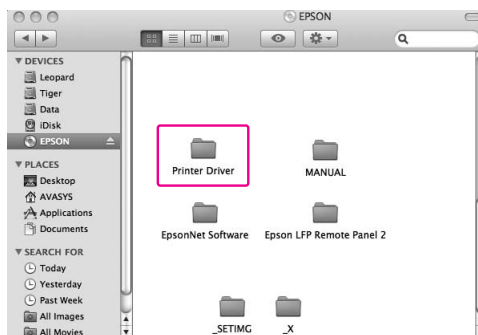 EPSON
DEVICES
Leopard
Tiger
Data
iDisk
EPSON
PLACES
Desktop
AVASYS
Applications
Documents
SEARCH FOR
Today
Yesterday
Past Week
All Images
All Movies
Printer Driver
MANUAL
EpsonNet Software
Epson LFP Remote Panel 2
_SETIMG
_X